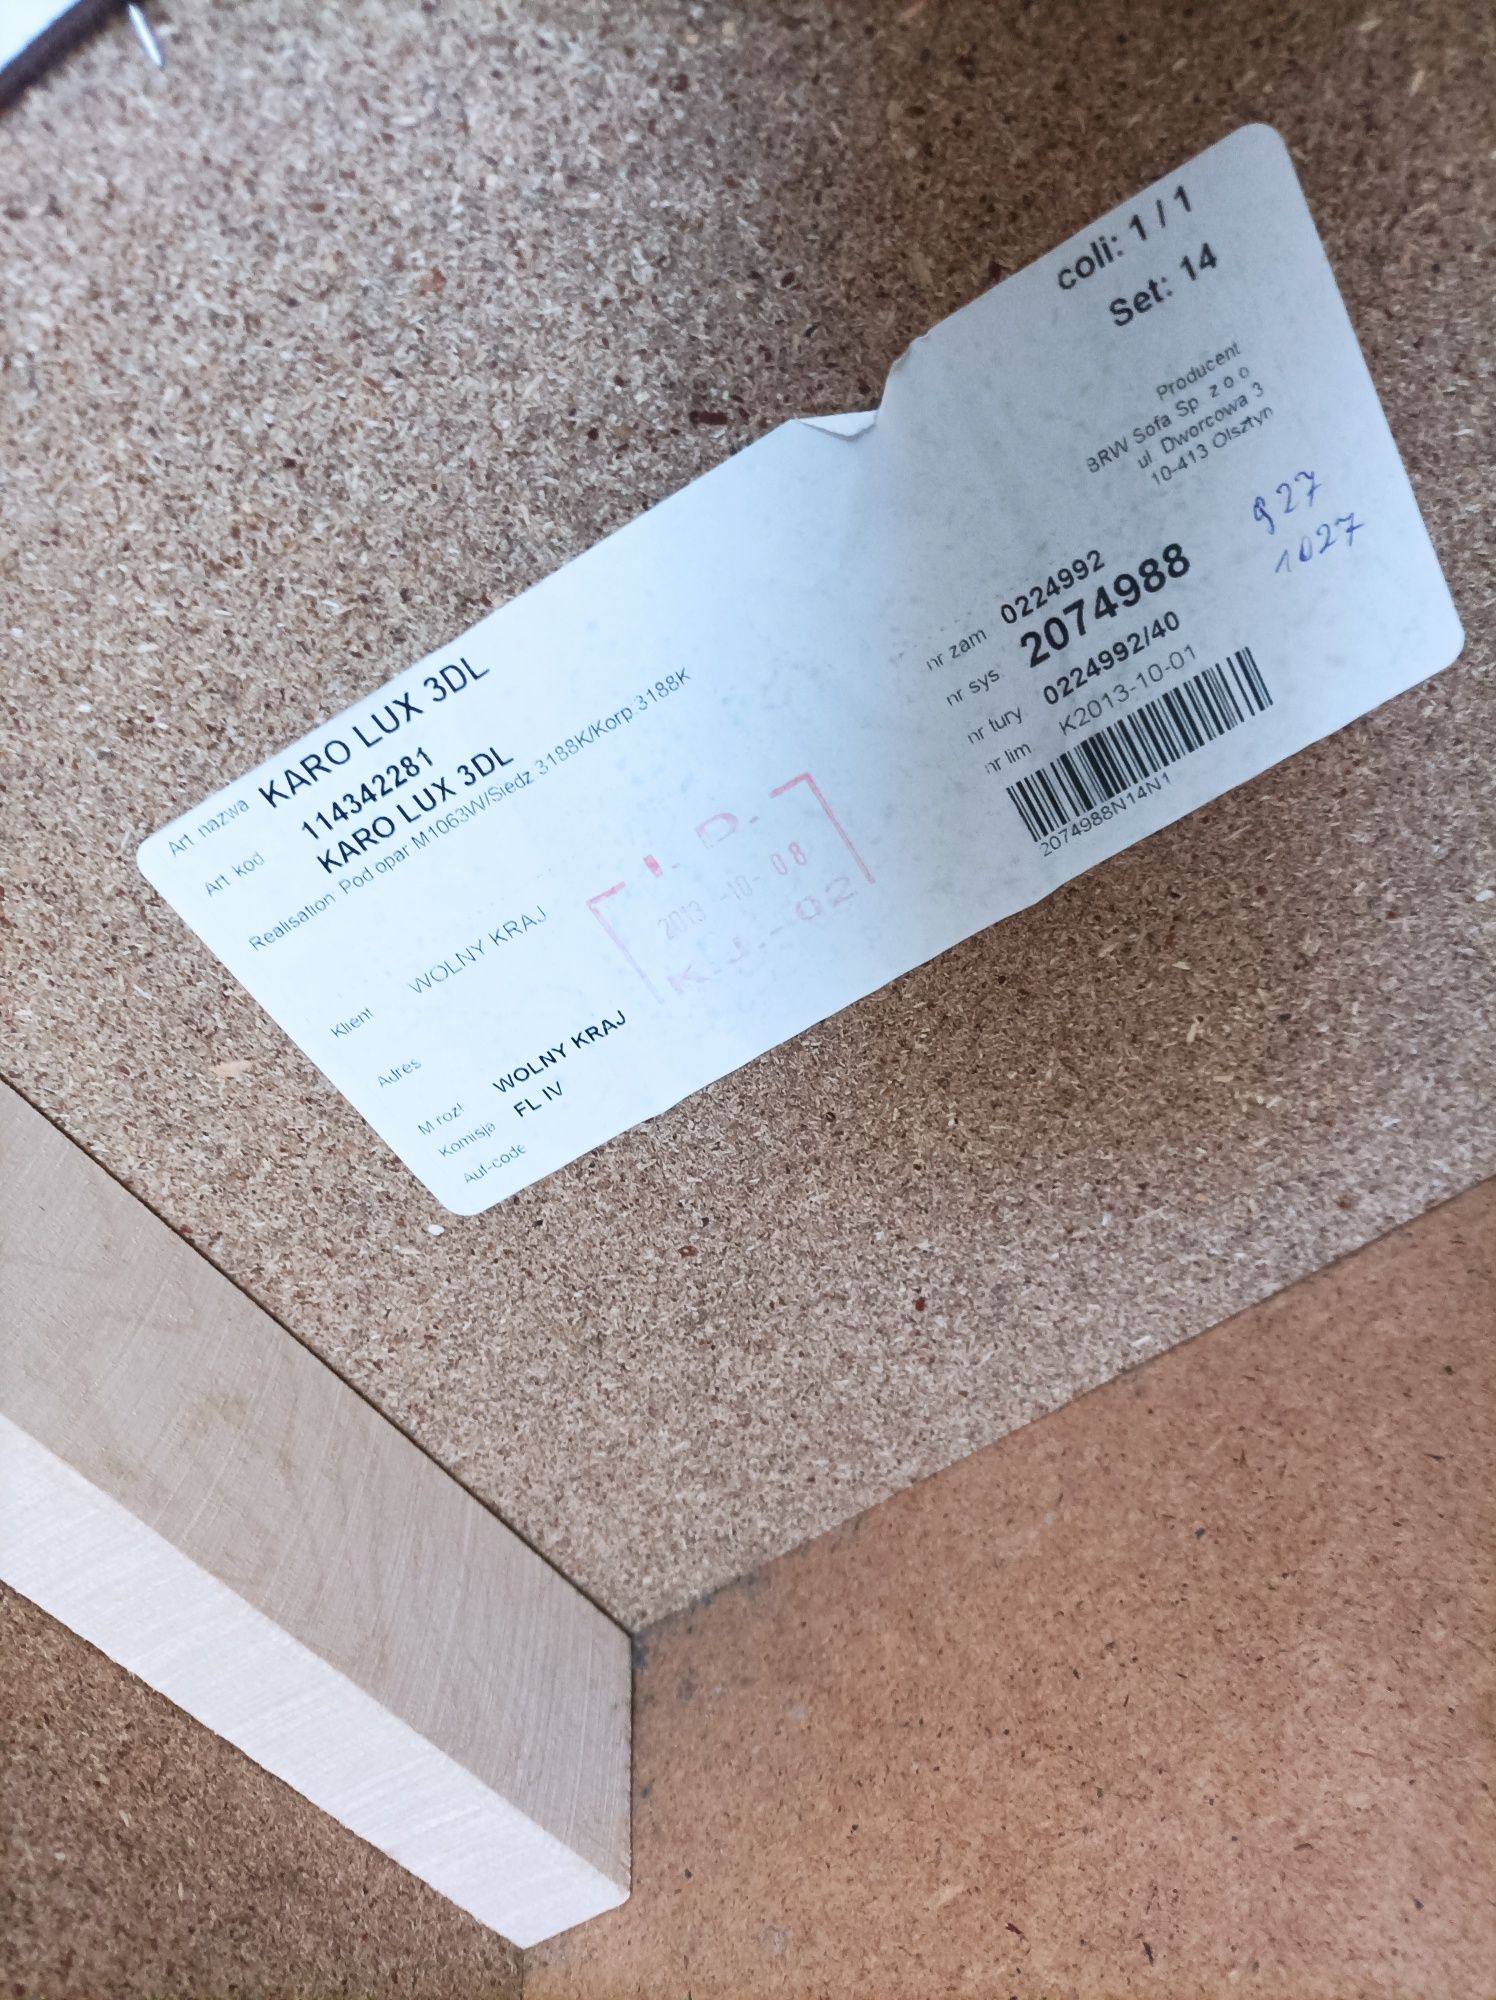 Art nazwa KARO LUX 3DL
Art kod 114342281
KARO LUX 3DL
Realisation Pod opar M1063W/Siedz 3188K/Korp 3188K
Klient WOLNY KRAJ
Adres
M rozł WOLNY KRAJ
Komisja FL IV
Auf-code
coli: 1 / 1
Set: 14
Producent
BRW Sofa Sp z o o
ul Dworcowa 3
10-413 Olsztyn
927
1027
nr zam 0224992
nr sys 2074988
nr tury 0224992/40
nr lim K2013-10-01
2074988N14N1
2013 -10- 08